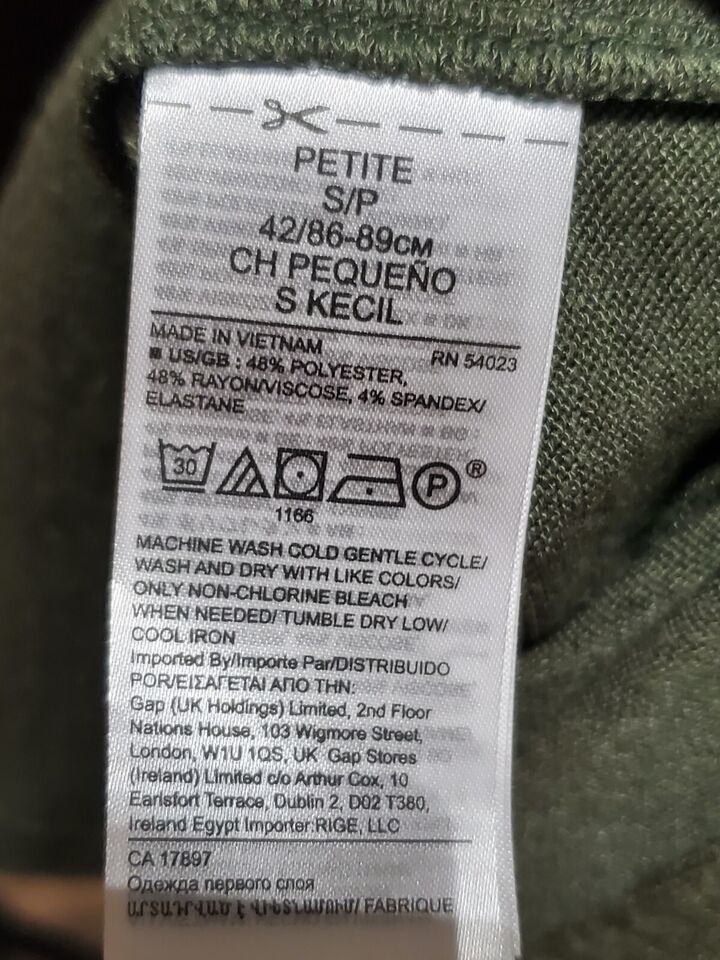 PETITE
S/P
42/86-89CM
CH PEQUEÑO
S KECIL
MADE IN VIETNAM
RN 54023
US/GB : 48% POLYESTER,
48% RAYON/VISCOSE, 4% SPANDEX/
ELASTANE
30 P ®
1166
MACHINE WASH COLD GENTLE CYCLE/
WASH AND DRY WITH LIKE COLORS/
ONLY NON-CHLORINE BLEACH
WHEN NEEDED/ TUMBLE DRY LOW/
COOL IRON
Imported By/Importe Par/DISTRIBUIDO
POR/ΕΙΣΑΓΕΤΑΙ ΑΠΟ ΤΗΝ:
Gap (UK Holdings) Limited, 2nd Floor
Nations House, 103 Wigmore Street,
London, W1U 1QS, UK Gap Stores
(Ireland) Limited c/o Arthur Cox, 10
Earlsfort Terrace, Dublin 2, D02 T380,
Ireland Egypt Importer:RIGE, LLC
CA 17897
Одежда первого слоя
ԱՐՏԱԴՐՎԱԾ Է ՎԻԵՏՆԱՄՈՒՄ/ FABRIQUE